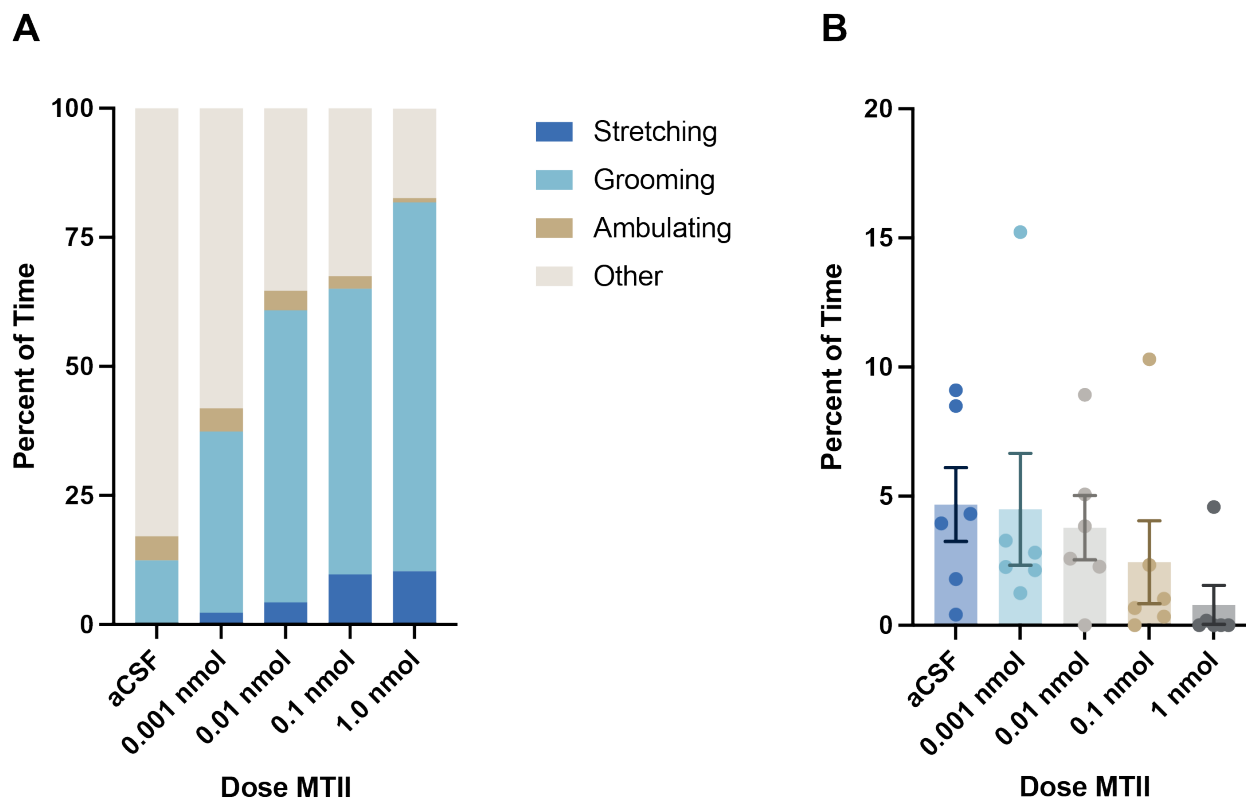 A
B
Percent of Time
100
75
50
25
0
aCSF
0.001 nmol
0.01 nmol
0.1 nmol
1.0 nmol
Dose MTII
Stretching
Grooming
Ambulating
Other
Percent of Time
20
15
10
5
0
aCSF
0.001 nmol
0.01 nmol
0.1 nmol
1 nmol
Dose MTII